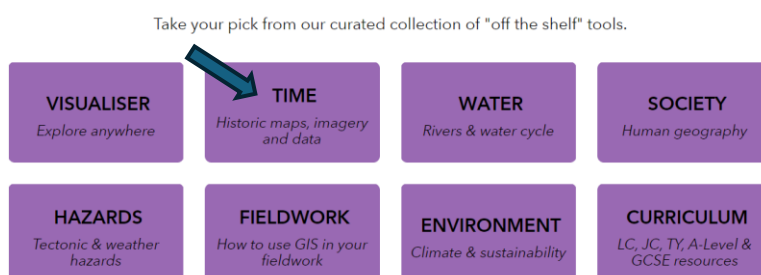 Take your pick from our curated collection of "off the shelf" tools.
VISUALISER
Explore anywhere
TIME
Historic maps, imagery
and data
WATER
Rivers & water cycle
SOCIETY
Human geography
HAZARDS
Tectonic & weather
hazards
FIELDWORK
How to use GIS in your
fieldwork
ENVIRONMENT
Climate & sustainability
CURRICULUM
LC, JC, TY, A-Level &
GCSE resources